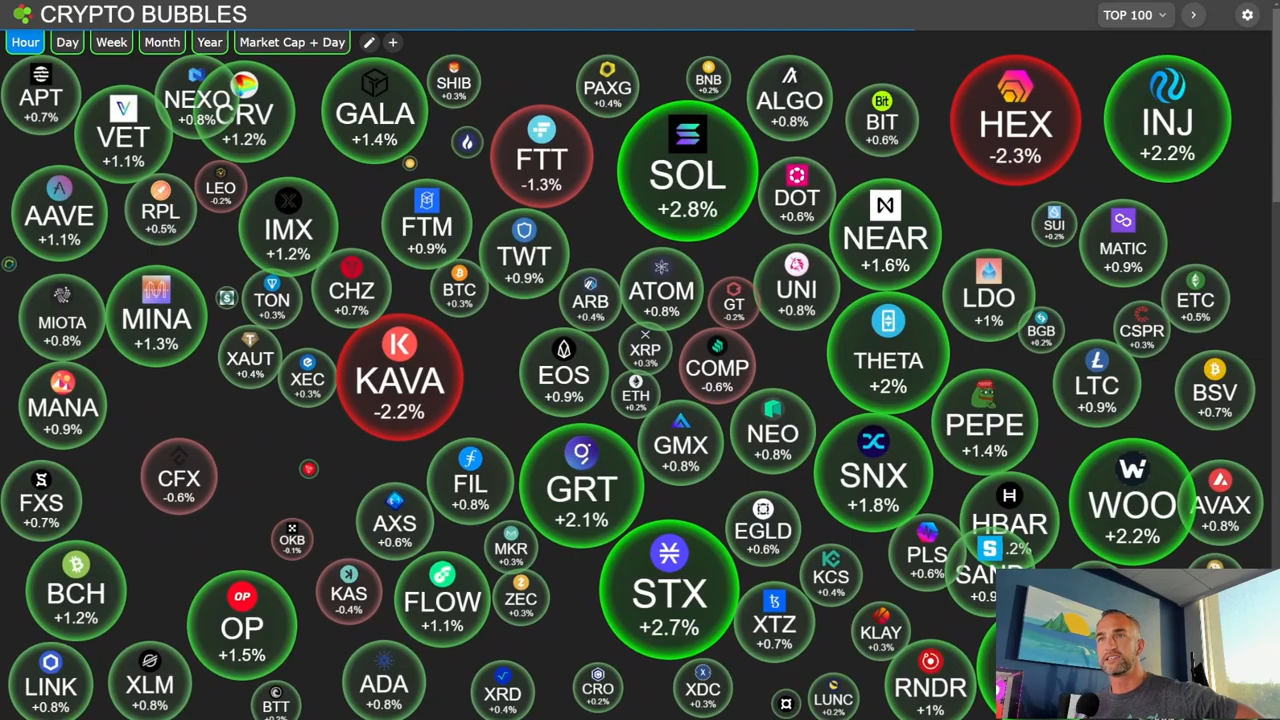 CRYPTO BUBBLES
TOP 100
Hour
Day
Week
Month
Year
Market Cap + Day
APT
+0.7%
VET
+1.1%
NEXO
+0.8%
CRV
+1.2%
GALA
+1.4%
SHIB
+0.3%
FTT
-1.3%
PAXG
+0.4%
BNB
+0.2%
SOL
+2.8%
ALGO
+0.8%
Bit
BIT
+0.6%
HEX
-2.3%
INJ
+2.2%
AAVE
+1.1%
RPL
+0.5%
LEO
-0.2%
IMX
+1.2%
FTM
+0.9%
TWT
+0.9%
DOT
+0.6%
NEAR
+1.6%
SUI
+0.2%
MATIC
+0.9%
MIOTA
+0.8%
MINA
+1.3%
TON
+0.3%
CHZ
+0.7%
BTC
+0.3%
ARB
+0.4%
ATOM
+0.8%
GT
-0.2%
UNI
+0.8%
LDO
+1%
BGB
+0.2%
ETC
+0.5%
CSPR
+0.3%
XAUT
+0.4%
XEC
+0.3%
KAVA
-2.2%
EOS
+0.9%
XRP
+0.3%
ETH
+0.2%
COMP
-0.6%
THETA
+2%
LTC
+0.9%
BSV
+0.7%
MANA
+0.9%
GMX
+0.8%
NEO
+0.8%
PEPE
+1.4%
CFX
-0.6%
FXS
+0.7%
FIL
+0.8%
GRT
+2.1%
SNX
+1.8%
HBAR
.2%
WOO
+2.2%
AVAX
+0.8%
AXS
+0.6%
OKB
-0.1%
MKR
+0.3%
EGLD
+0.6%
PLS
+0.6%
SAND
+0.9
BCH
+1.2%
OP
OP
+1.5%
KAS
-0.4%
FLOW
+1.1%
ZEC
+0.3%
STX
+2.7%
KCS
+0.4%
XTZ
+0.7%
KLAY
+0.3%
LINK
+0.8%
XLM
+0.8%
BTT
ADA
+0.8%
XRD
+0.4%
CRO
+0.2%
XDC
+0.3%
LUNC
+0.2%
RNDR
+1%